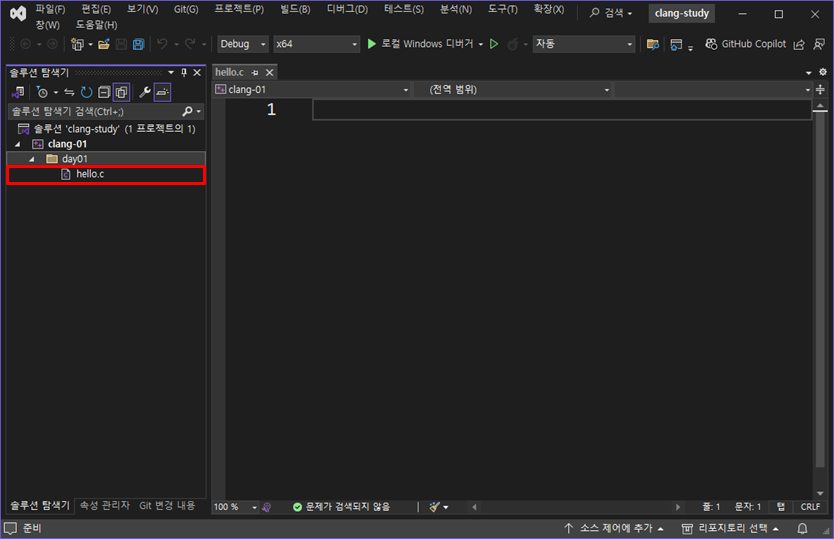 파일(F) 편집(E) 보기(V) Git(G) 프로젝트(P) 빌드(B) 디버그(D) 테스트(S) 분석(N) 도구(T) 확장(X) 검색 clang-study
창(W) 도움말(H)
Debug x64 로컬 Windows 디버거 자동 GitHub Copilot
솔루션 탐색기
솔루션 탐색기 검색(Ctrl+;)
솔루션 'clang-study' (1 프로젝트의 1)
clang-01
day01
hello.c
hello.c
clang-01 (전역 범위)
1
솔루션 탐색기 속성 관리자 Git 변경 내용
100 % 문제가 검색되지 않음 줄: 1 문자: 1 탭 CRLF
준비 소스 제어에 추가 리포지토리 선택